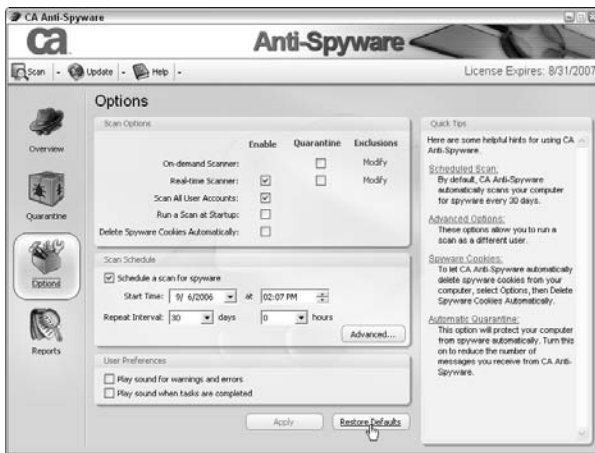 CA Anti-Spyware
ca
Anti-Spyware
Scan
Update
Help
License Expires: 8/31/2007
Overview
Quarantine
Options
Reports
Options
Scan Options
Enable Quarantine Exclusions
On-demand Scanner: Modify
Real-time Scanner: Modify
Scan All User Accounts:
Run a Scan at Startup:
Delete Spyware Cookies Automatically:
Scan Schedule
Schedule a scan for spyware
Start Time: 9/ 6/2006 at 02:07 PM
Repeat Interval: 30 days 0 hours
Advanced...
User Preferences
Play sound for warnings and errors
Play sound when tasks are completed
Apply
Restore Defaults
Quick Tips
Here are some helpful hints for using CA
Anti-Spyware.
Scheduled Scan:
By default, CA Anti-Spyware
automatically scans your computer
for spyware every 30 days.
Advanced Options:
These options allow you to run a
scan as a different user.
Spyware Cookies:
To let CA Anti-Spyware automatically
delete spyware cookies from your
computer, select Options, then Delete
Spyware Cookies Automatically.
Automatic Quarantine:
This option will protect your computer
from spyware automatically. Turn this
on to reduce the number of
messages you receive from CA Anti-
Spyware.